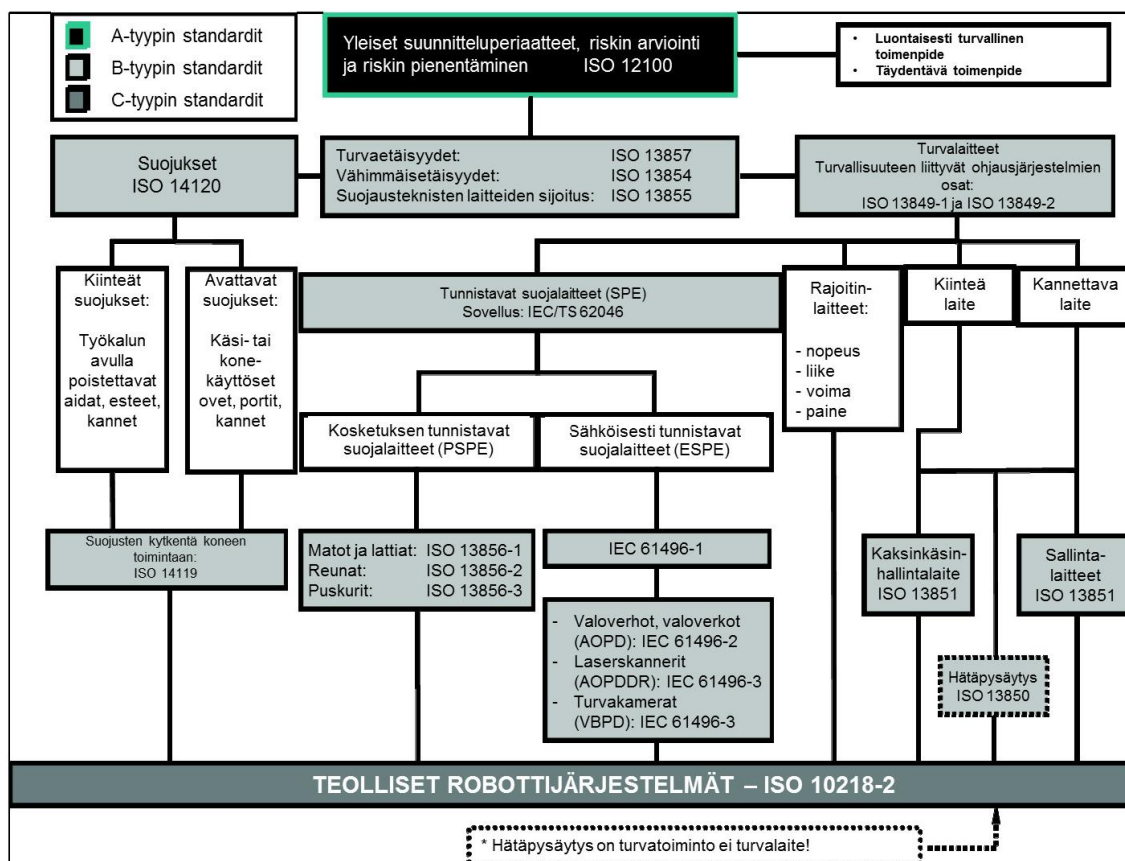 A-tyypin standardit
B-tyypin standardit
C-tyypin standardit
Yleiset suunnitteluperiaatteet, riskin arviointi
ja riskin pienentäminen ISO 12100
• Luontaisesti turvallinen
toimenpide
• Täydentävä toimenpide
Suojukset
ISO 14120
Turvaetäisyydet: ISO 13857
Vähimmäisetäisyydet: ISO 13854
Suojausteknisten laitteiden sijoitus: ISO 13855
Turvalaitteet
Turvallisuuteen liittyvät ohjausjärjestelmien
osat:
ISO 13849-1 ja ISO 13849-2
Kiinteät
suojukset:
Työkalun
avulla
poistettavat
aidat, esteet,
kannet
Avattavat
suojukset:
Käsi- tai
kone-
käyttöset
ovet, portit,
kannet
Tunnistavat suojalaitteet (SPE)
Sovellus: IEC/TS 62046
Rajoitin-
laitteet:
- nopeus
- liike
- voima
- paine
Kiinteä
laite
Kannettava
laite
Kosketuksen tunnistavat
suojalaitteet (PSPE)
Sähköisesti tunnistavat
suojalaitteet (ESPE)
Suojusten kytkentä koneen
toimintaan:
ISO 14119
Matot ja lattiat: ISO 13856-1
Reunat: ISO 13856-2
Puskurit: ISO 13856-3
IEC 61496-1
- Valoverhot, valoverkot
(AOPD): IEC 61496-2
- Laserskannerit
(AOPDDR): IEC 61496-3
- Turvakamerat
(VBPD): IEC 61496-3
Kaksinkäsin-
hallintalaite
ISO 13851
Sallinta-
laitteet
ISO 13851
Hätäpysäytys
ISO 13850
TEOLLISET ROBOTTIJÄRJESTELMÄT – ISO 10218-2
* Hätäpysäytys on turvatoiminto ei turvalaite!